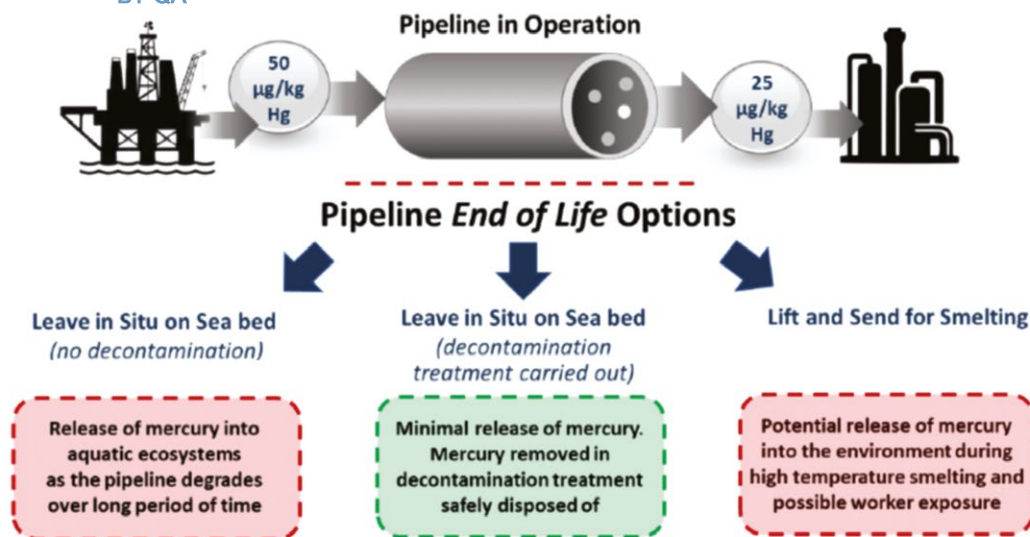 BY QA
Pipeline in Operation
50
µg/kg
Hg
25
µg/kg
Hg
Pipeline End of Life Options
Leave in Situ on Sea bed
(no decontamination)
Leave in Situ on Sea bed
(decontamination
treatment carried out)
Lift and Send for Smelting
Release of mercury into
aquatic ecosystems
as the pipeline degrades
over long period of time
Minimal release of mercury.
Mercury removed in
decontamination treatment
safely disposed of
Potential release of mercury
into the environment during
high temperature smelting and
possible worker exposure